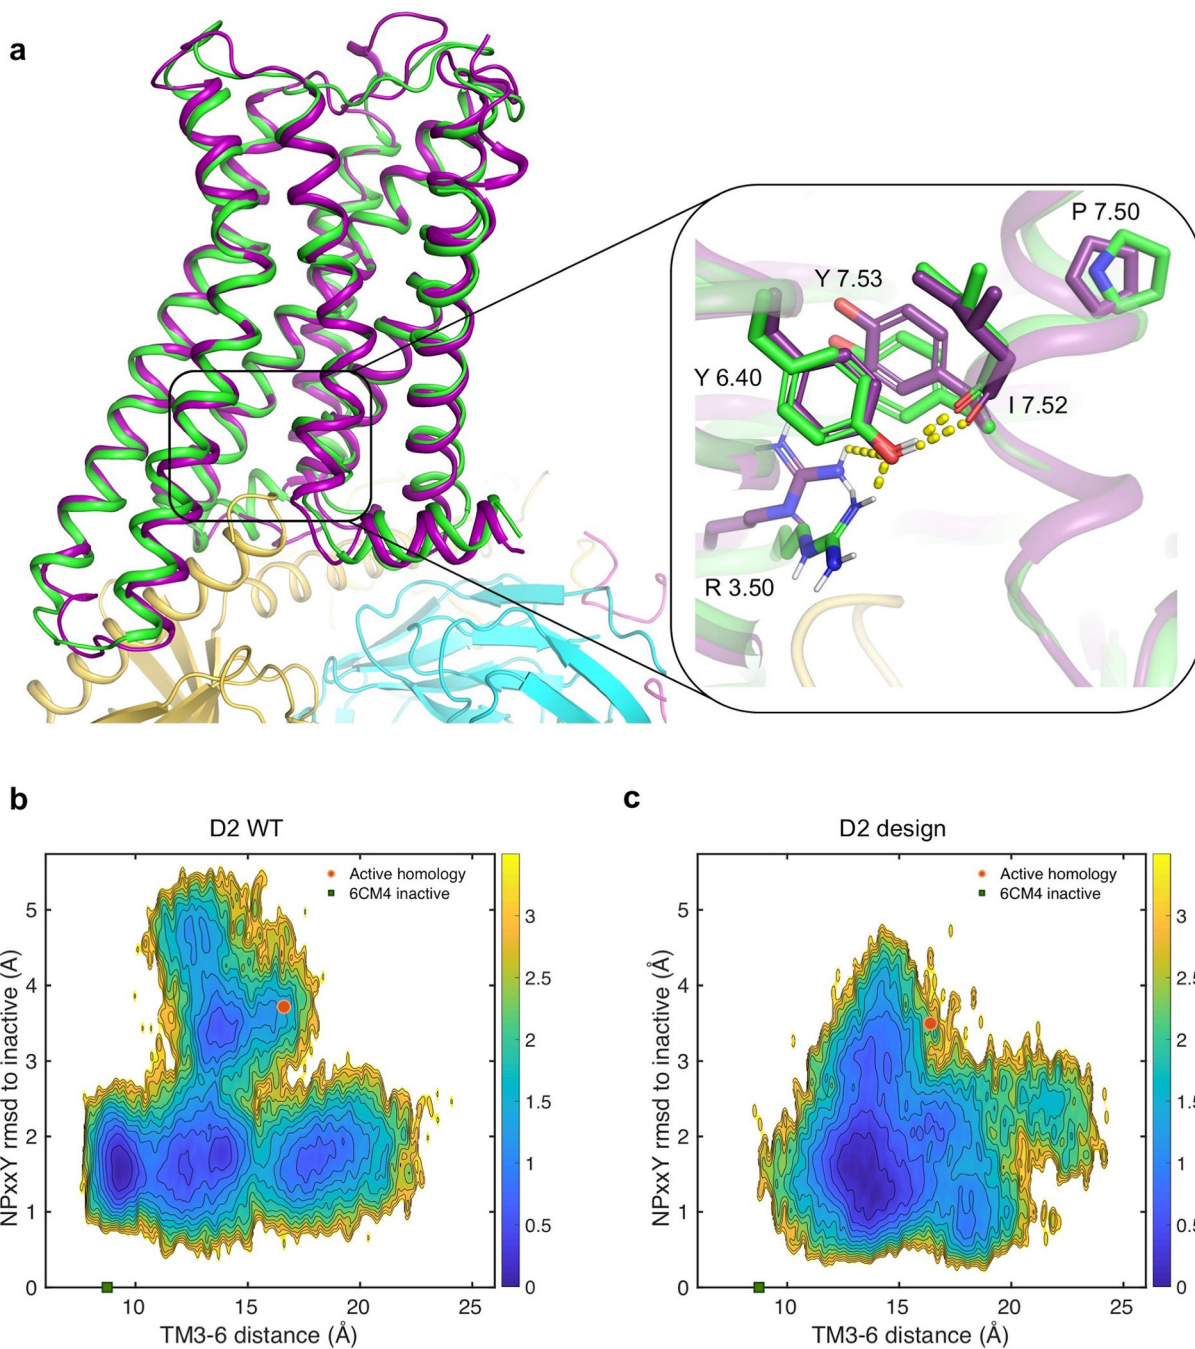 a
P 7.50
Y 7.53
Y 6.40
I 7.52
R 3.50
b
c
D2 WT
D2 design
Active homology
6CM4 inactive
NPxxY rmsd to inactive (Å)
0
1
2
3
4
5
10
15
20
25
TM3-6 distance (Å)
3
2.5
2
1.5
1
0.5
0
Active homology
6CM4 inactive
NPxxY rmsd to inactive (Å)
0
1
2
3
4
5
10
15
20
25
TM3-6 distance (Å)
3
2
1
0